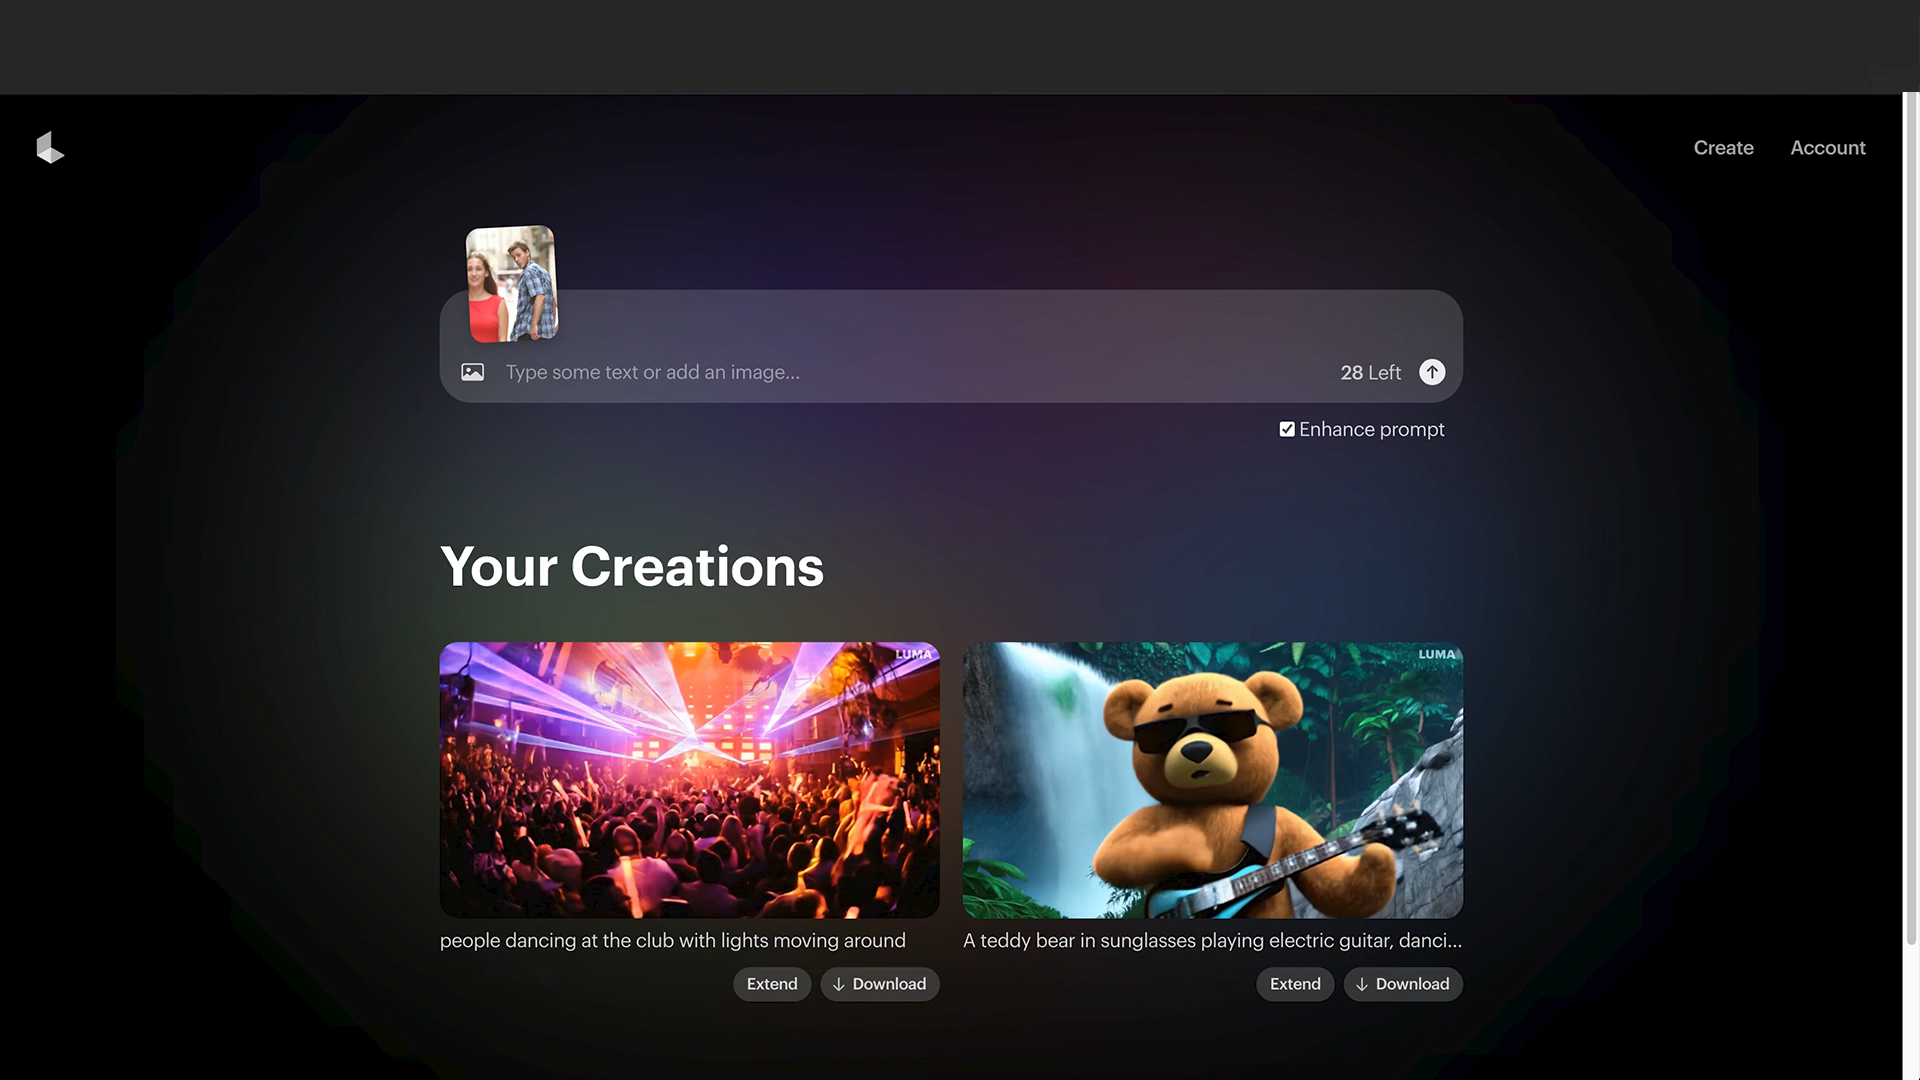 Create Account
Type some text or add an image...
28 Left
Enhance prompt
Your Creations
LUMA
LUMA
people dancing at the club with lights moving around
A teddy bear in sunglasses playing electric guitar, danci...
Extend Download
Extend Download